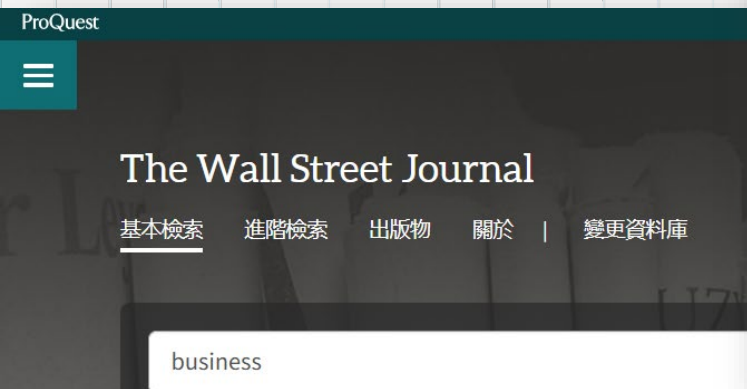 ProQuest
The Wall Street Journal
基本檢索 進階檢索 出版物 關於 | 變更資料庫
business